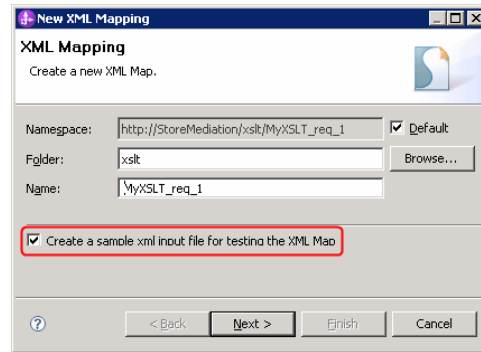 New XML Mapping
XML Mapping
Create a new XML Map.
Namespace: http://StoreMediation/xslt/MyXSLT_req_1 Default
Folder: xslt Browse...
Name: MyXSLT_req_1
Create a sample xml input file for testing the XML Map
? < Back Next > Finish Cancel